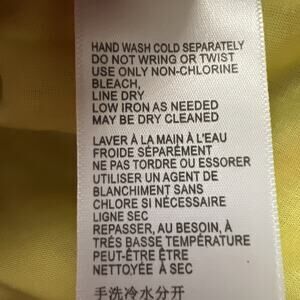 HAND WASH COLD SEPARATELY
DO NOT WRING OR TWIST
USE ONLY NON-CHLORINE
BLEACH,
LINE DRY
LOW IRON AS NEEDED
MAY BE DRY CLEANED
LAVER À LA MAIN À L'EAU
FROIDE SÉPARÉMENT
NE PAS TORDRE OU ESSORER
UTILISER UN AGENT DE
BLANCHIMENT SANS
CHLORE SI NÉCESSAIRE
LIGNE SEC
REPASSER, AU BESOIN, À
TRÈS BASSE TEMPÉRATURE
PEUT-ÊTRE ÊTRE
NETTOYÉE À SEC
手洗冷水分开